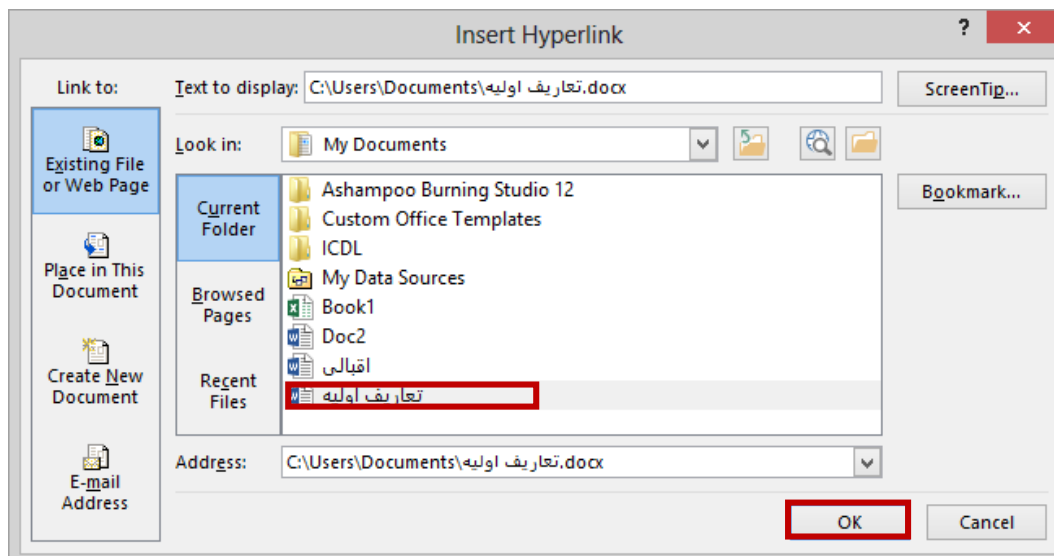 Insert Hyperlink
?
Link to:
Text to display: C:\Users\Documents\تعاریف اولیه.docx
ScreenTip...
Existing File
or Web Page
Look in: My Documents
Current
Folder
Ashampoo Burning Studio 12
Custom Office Templates
ICDL
My Data Sources
Book1
Doc2
اقبالی
تعاریف اولیه
Bookmark...
Place in This
Document
Browsed
Pages
Create New
Document
Recent
Files
E-mail
Address
Address: C:\Users\Documents\تعاریف اولیه.docx
OK
Cancel